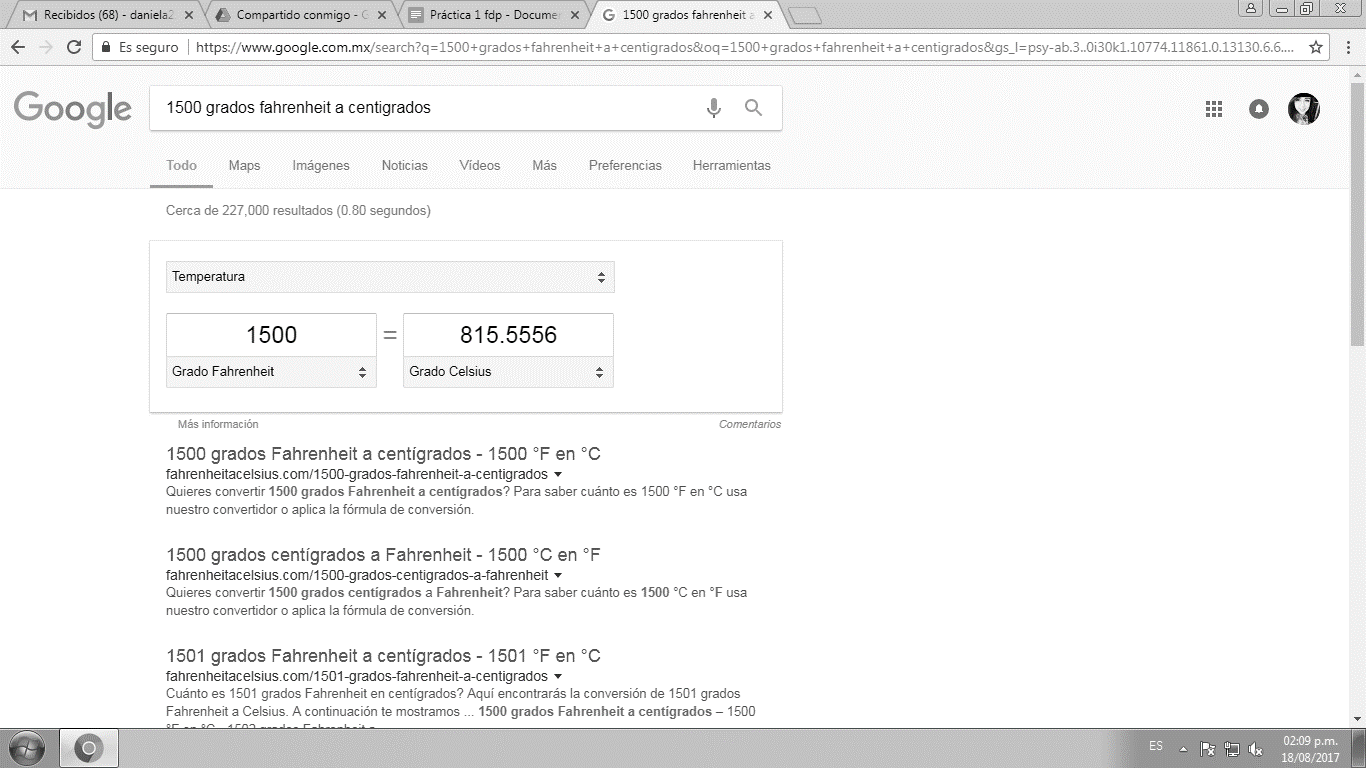 Recibidos (68) - daniela2
Compartido conmigo - G
Práctica 1 fdp - Documen
1500 grados fahrenheit a
Es seguro
https://www.google.com.mx/search?q=1500+grados+fahrenheit+a+centigrados&oq=1500+grados+fahrenheit+a+centigrados&gs_l=psy-ab.3..0i30k1.10774.11861.0.13130.6.6....
Google
1500 grados fahrenheit a centigrados
Todo Maps Imágenes Noticias Vídeos Más Preferencias Herramientas
Cerca de 227,000 resultados (0.80 segundos)
Temperatura
1500 = 815.5556
Grado Fahrenheit Grado Celsius
Más información Comentarios
1500 grados Fahrenheit a centígrados - 1500 °F en °C
fahrenheitacelsius.com/1500-grados-fahrenheit-a-centigrados
Quieres convertir 1500 grados Fahrenheit a centígrados? Para saber cuánto es 1500 °F en °C usa
nuestro convertidor o aplica la fórmula de conversión.
1500 grados centígrados a Fahrenheit - 1500 °C en °F
fahrenheitacelsius.com/1500-grados-centigrados-a-fahrenheit
Quieres convertir 1500 grados centígrados a Fahrenheit? Para saber cuánto es 1500 °C en °F usa
nuestro convertidor o aplica la fórmula de conversión.
1501 grados Fahrenheit a centígrados - 1501 °F en °C
fahrenheitacelsius.com/1501-grados-fahrenheit-a-centigrados
Cuánto es 1501 grados Fahrenheit en centígrados? Aquí encontrarás la conversión de 1501 grados
Fahrenheit a Celsius. A continuación te mostramos ... 1500 grados Fahrenheit a centígrados – 1500
ES
02:09 p.m.
18/08/2017